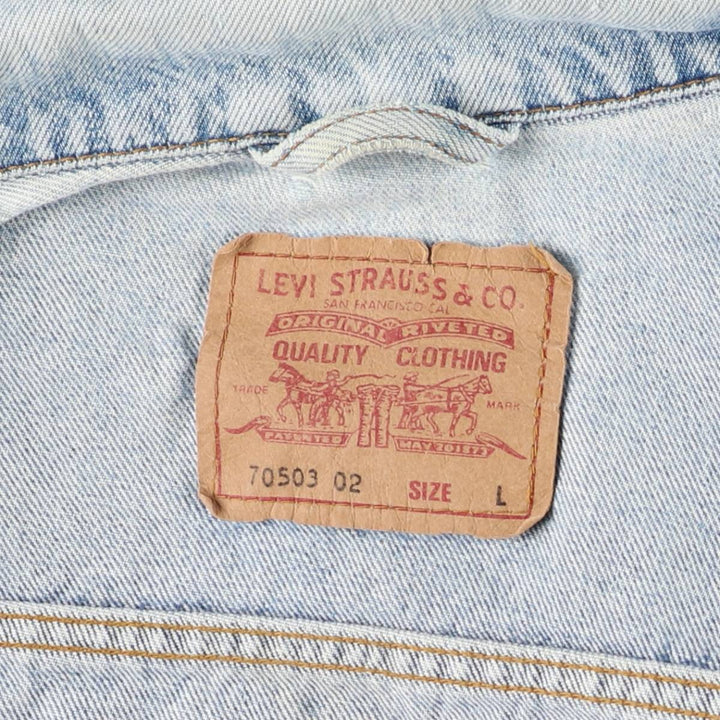 LEVI STRAUSS & CO.
SAN FRANCISCO CAL
ORIGINAL RIVETED
QUALITY CLOTHING
TRADE MARK
PATENTED MAY 20 1873
70503 02 SIZE L